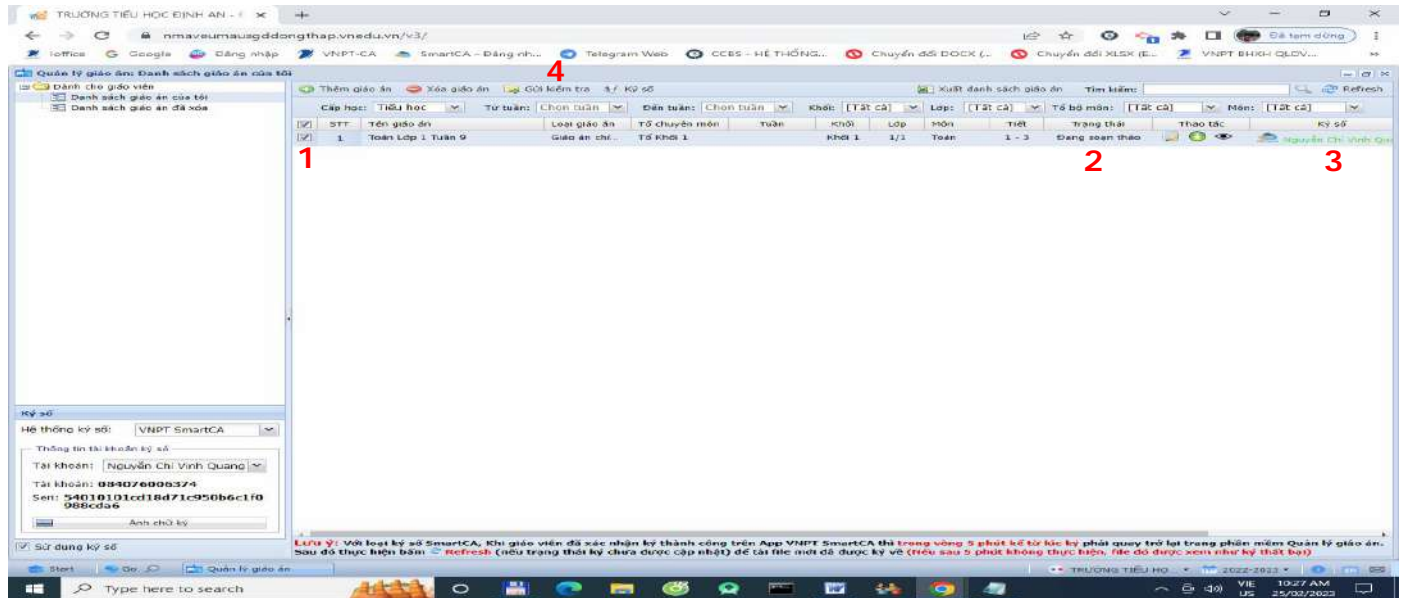 TRƯỜNG TIỂU HỌC ĐỊNH AN -
nmaveumausgddongthap.vnedu.vn/v3/
Đã tạm dừng
ioffice Google Đăng nhập VNPT-CA SmartCA - Đăng nh... Telegram Web CCBS - HỆ THỐNG... Chuyển đổi DOCX (... Chuyển đổi XLSX (E... VNPT BHXH QLDV... »
Quản lý giáo án: Danh sách giáo án của tôi
Dành cho giáo viên
Danh sách giáo án của tôi
Danh sách giáo án đã xóa
4
Thêm giáo án Xóa giáo án Gửi kiểm tra Ký số Xuất danh sách giáo án Tìm kiếm: Refresh
Cấp học: Tiểu học Từ tuần: Chọn tuần Đến tuần: Chọn tuần Khối: [Tất cả] Lớp: [Tất cả] Tổ bộ môn: [Tất cả] Môn: [Tất cả]
STT Tên giáo án Loại giáo án Tổ chuyên môn Tuần Khối Lớp Môn Tiết Trạng thái Thao tác Ký số
1 Toán Lớp 1 Tuần 9 Giáo án chí... Tổ Khối 1 Khối 1 1/1 Toán 1 - 3 Đang soạn thảo Nguyễn Chí Vinh Qua
1 2 3
Ký số
Hệ thống ký số: VNPT SmartCA
Thông tin tài khoản ký số
Tài khoản: Nguyễn Chí Vinh Quang
Tài khoản: 084076006374
Seri: 54010101cd18d71c950b6c1f0
988cda6
Ảnh chữ ký
Sử dụng ký số
Lưu ý: Với loại ký số SmartCA, Khi giáo viên đã xác nhận ký thành công trên App VNPT SmartCA thì trong vòng 5 phút kể từ lúc ký phải quay trở lại trang phần mềm Quản lý giáo án.
Sau đó thực hiện bấm Refresh (nếu trạng thái ký chưa được cập nhật) để tải file mới đã được ký về (Nếu sau 5 phút không thực hiện, file đó được xem như ký thất bại)
Start Go Quản lý giáo án TRƯỜNG TIỂU HỌ... 2022-2023
Type here to search VIE 10:27 AM
US 25/02/2023